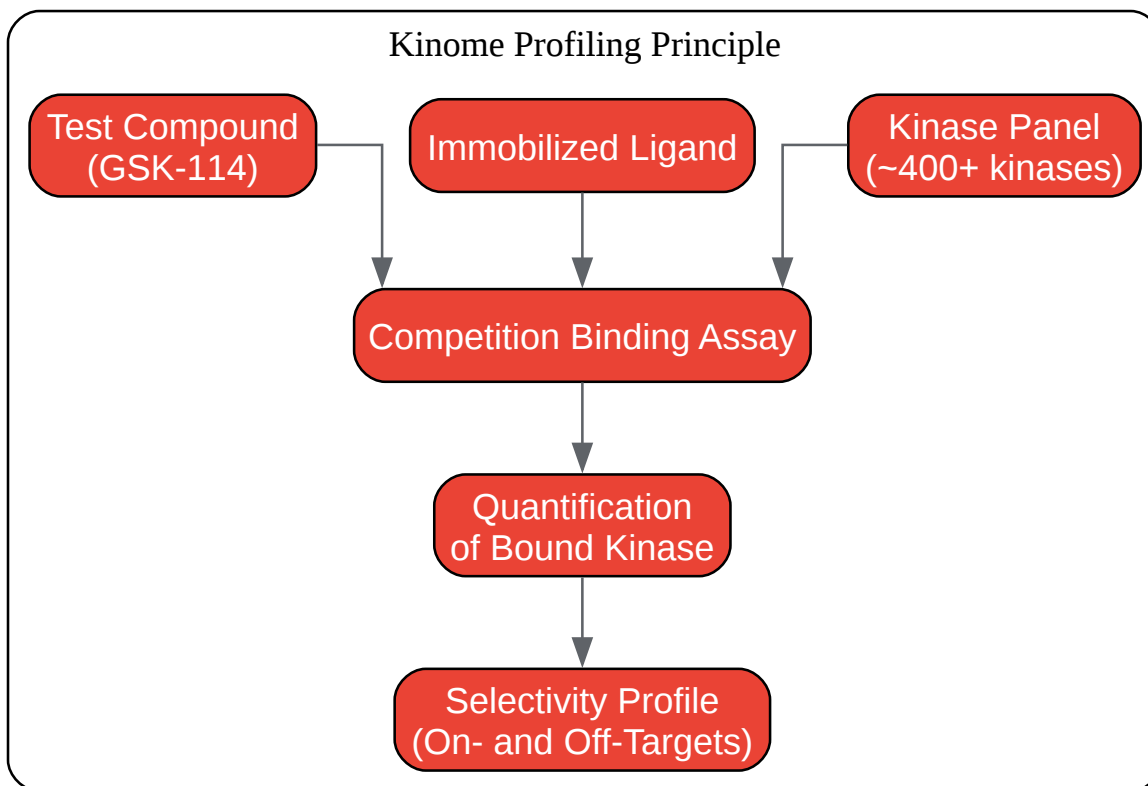 Kinome Profiling Principle
Test Compound
(GSK-114)
Immobilized Ligand
Kinase Panel
(~400+ kinases)
Competition Binding Assay
Quantification
of Bound Kinase
Selectivity Profile
(On- and Off-Targets)